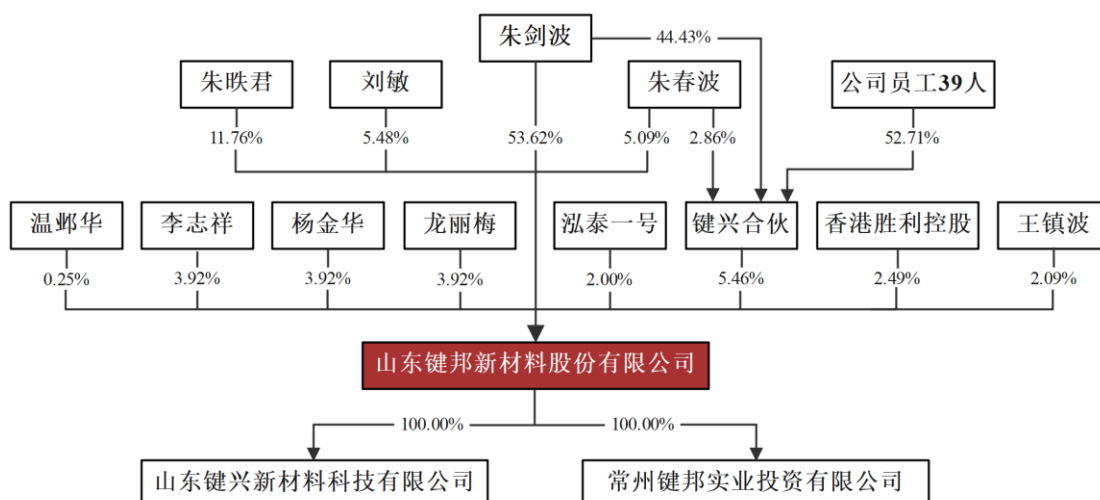 朱剑波
44.43%
朱昳君
刘敏
朱春波
公司员工39人
11.76%
5.48%
53.62%
5.09%
2.86%
52.71%
温邺华
李志祥
杨金华
龙丽梅
泓泰一号
键兴合伙
香港胜利控股
王镇波
0.25%
3.92%
3.92%
3.92%
2.00%
5.46%
2.49%
2.09%
山东键邦新材料股份有限公司
100.00%
100.00%
山东键兴新材料科技有限公司
常州键邦实业投资有限公司